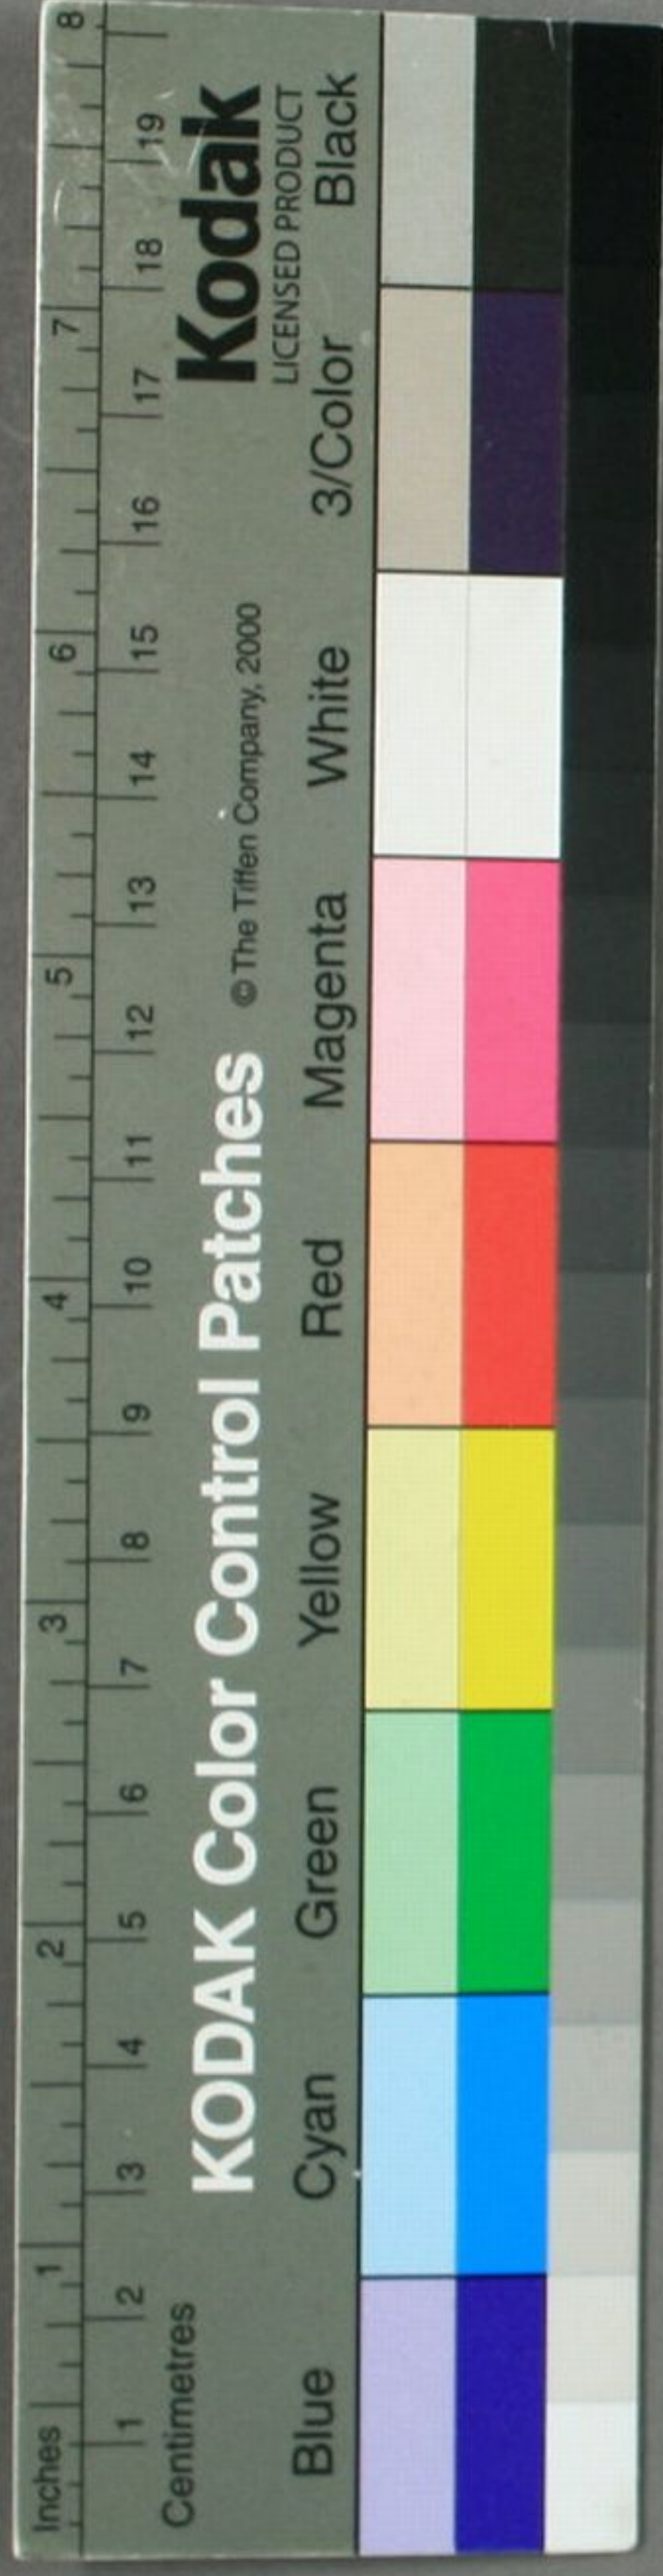 Inches 1 2 3 4 5 6 7 8
1 2 3 4 5 6 7 8 9 10 11 12 13 14 15 16 17 18 19
Centimetres
KODAK Color Control Patches © The Tiffen Company, 2000 Kodak
LICENSED PRODUCT
Blue Cyan Green Yellow Red Magenta White 3/Color Black